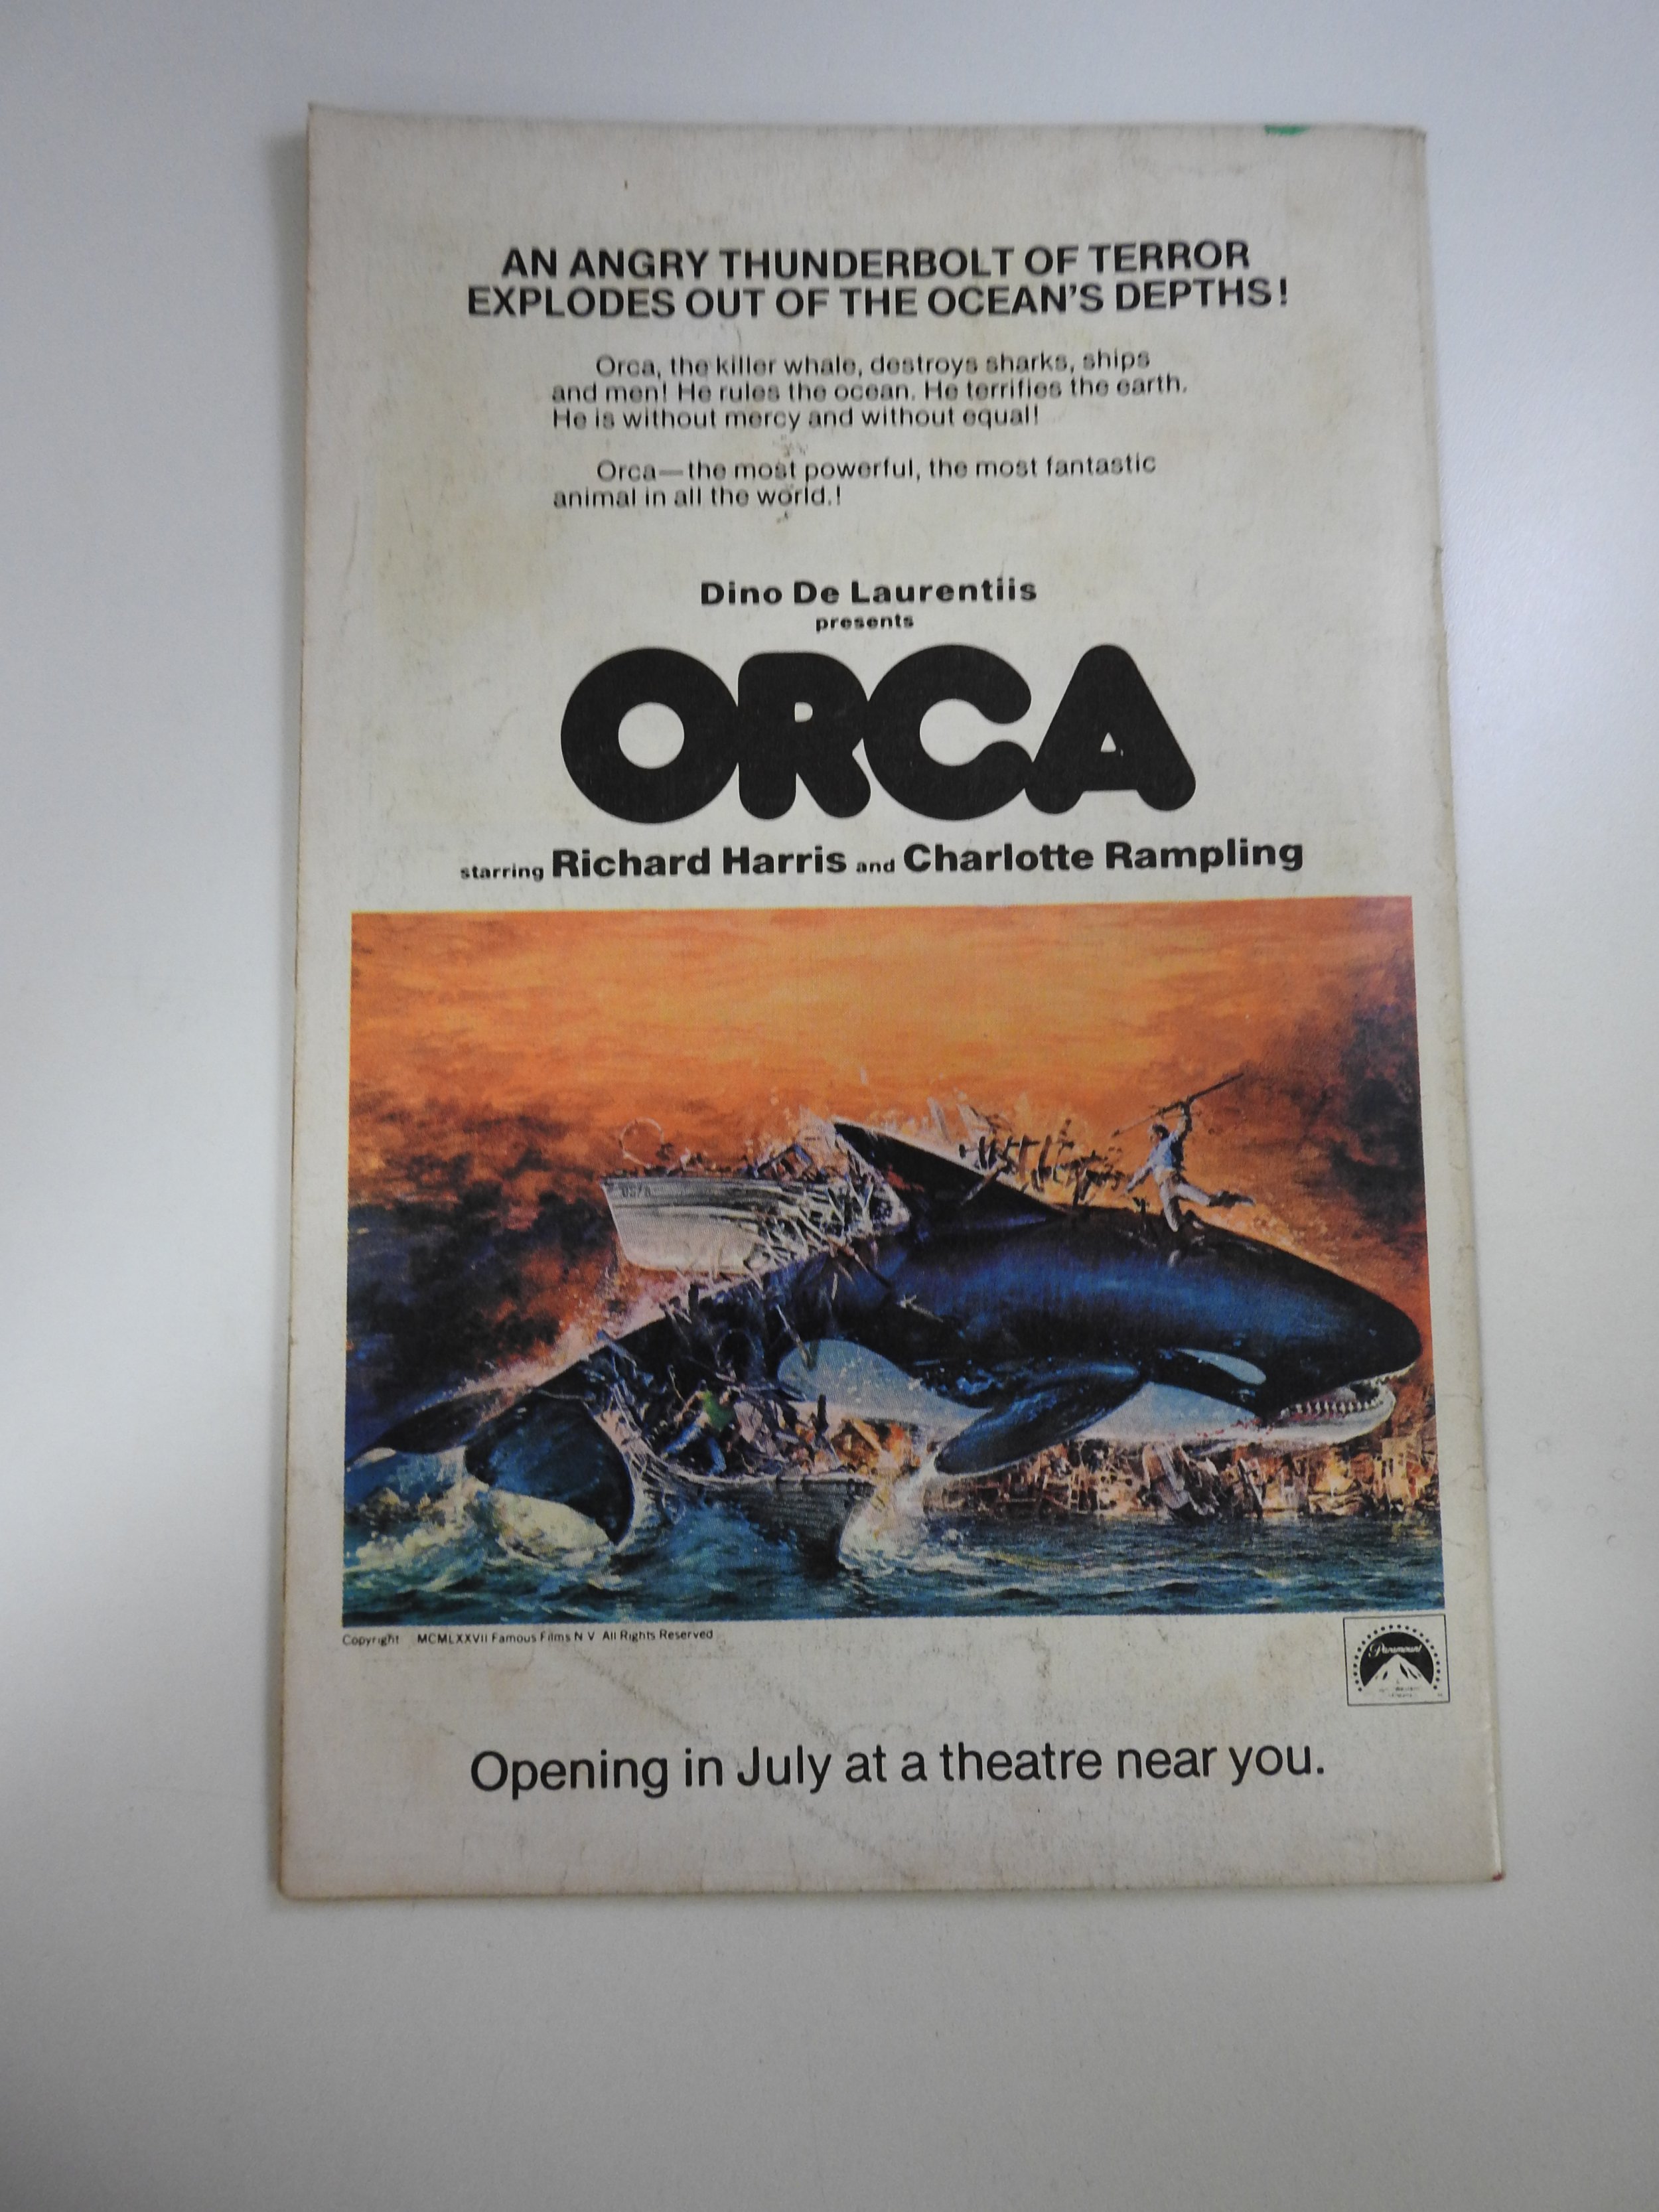 AN ANGRY THUNDERBOLT OF TERROR
EXPLODES OUT OF THE OCEAN'S DEPTHS!
Orca, the killer whale, destroys sharks, ships
and men! He rules the ocean. He terrifies the earth.
He is without mercy and without equal!
Orca—the most powerful, the most fantastic
animal in all the world.!
Dino De Laurentiis
presents
ORCA
starring Richard Harris and Charlotte Rampling
Copyright MCMLXXVII Famous Films N V All Rights Reserved
Paramount
Opening in July at a theatre near you.